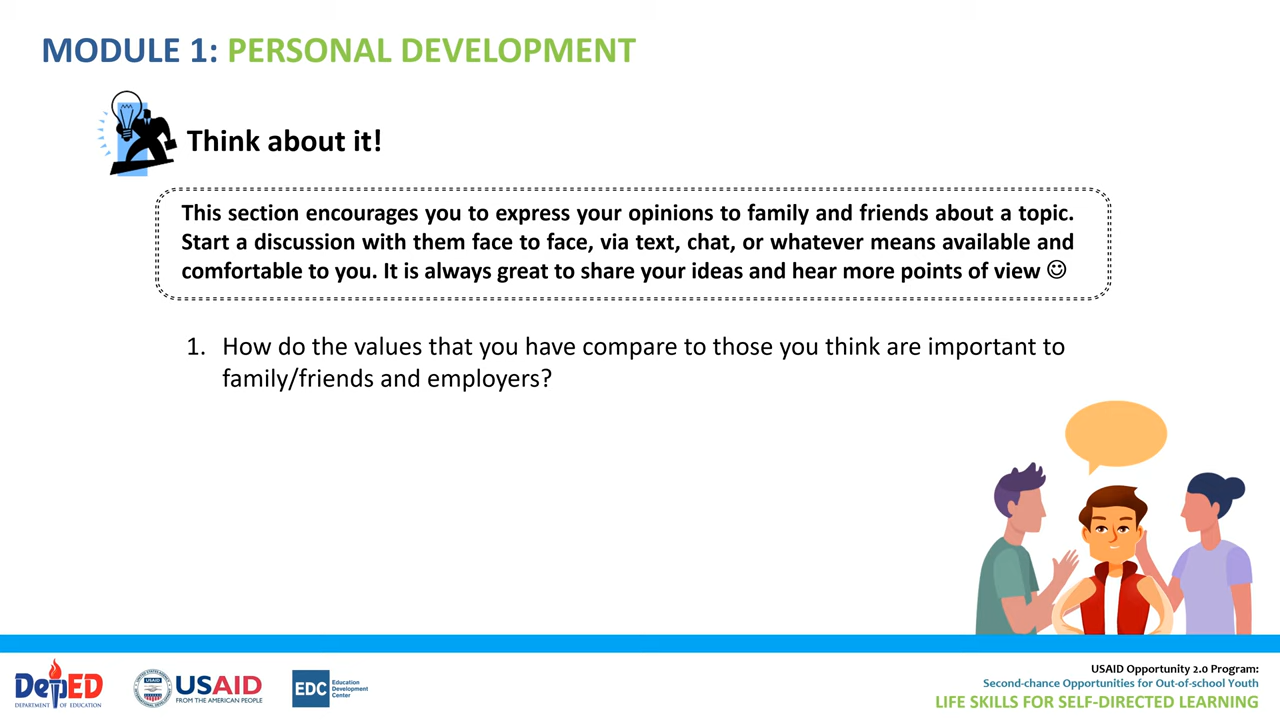 MODULE 1: PERSONAL DEVELOPMENT
Think about it!
This section encourages you to express your opinions to family and friends about a topic.
Start a discussion with them face to face, via text, chat, or whatever means available and
comfortable to you. It is always great to share your ideas and hear more points of view ☺
1. How do the values that you have compare to those you think are important to
family/friends and employers?
DepED
DEPARTMENT OF EDUCATION
USAID
FROM THE AMERICAN PEOPLE
EDC
Education
Development
Center
USAID Opportunity 2.0 Program:
Second-chance Opportunities for Out-of-school Youth
LIFE SKILLS FOR SELF-DIRECTED LEARNING